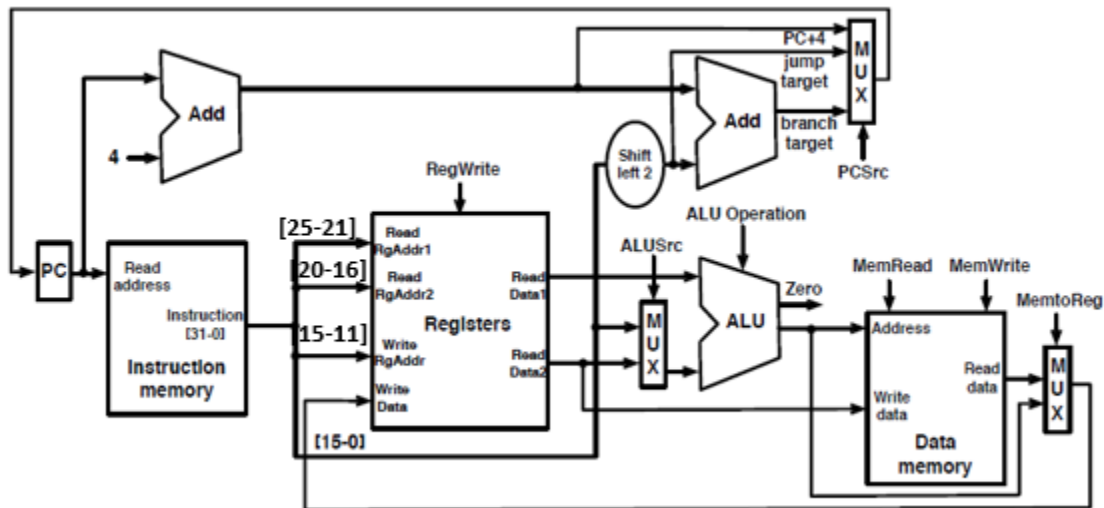 PC+4
jump
target
M
U
X
Add
Add
branch
target
4
Shift
left 2
PCSrc
RegWrite
ALU Operation
[25-21]
Read
RgAddr1
ALUSrc
PC
Read
address
[20-16]
Read
RgAddr2
Read
Data1
MemRead
MemWrite
Zero
MemtoReg
Instruction
[31-0]
[15-11]
Registers
M
U
X
ALU
Address
Write
RgAddr
Read
Data2
Read
data
M
U
X
Instruction
memory
Write
Data
Write
data
[15-0]
Data
memory